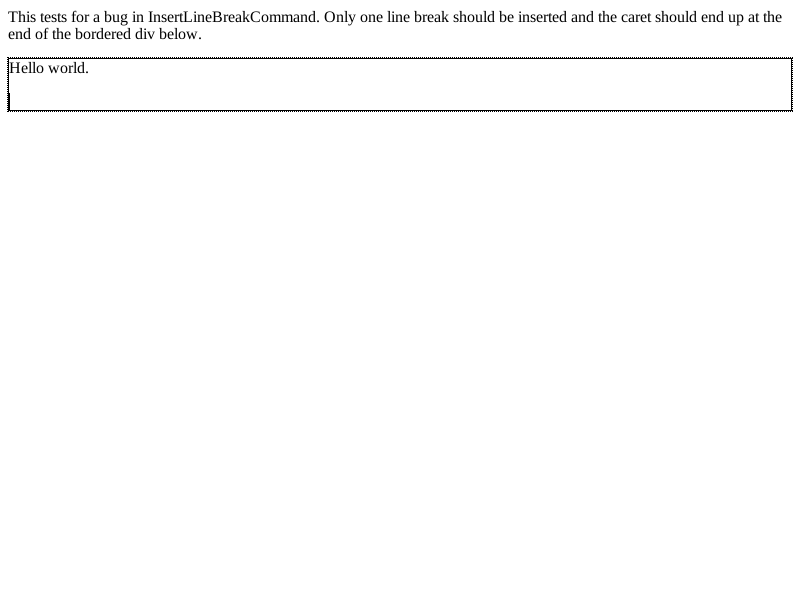 This tests for a bug in InsertLineBreakCommand. Only one line break should be inserted and the caret should end up at the
end of the bordered div below.
Hello world.